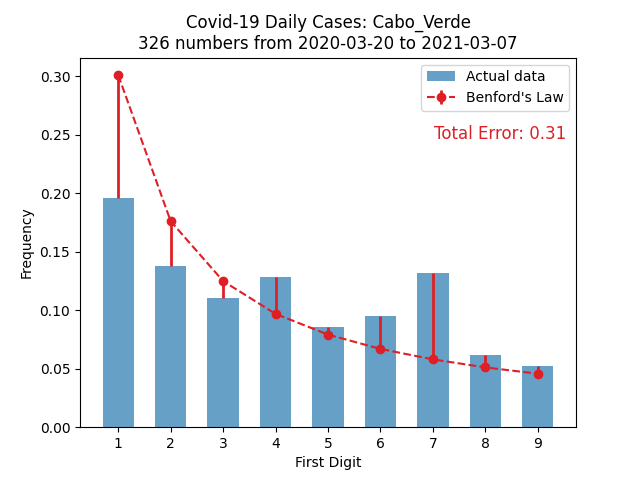 Covid-19 Daily Cases: Cabo_Verde
326 numbers from 2020-03-20 to 2021-03-07
Actual data
Benford's Law
Total Error: 0.31
Frequency
0.30
0.25
0.20
0.15
0.10
0.05
0.00
1 2 3 4 5 6 7 8 9
First Digit